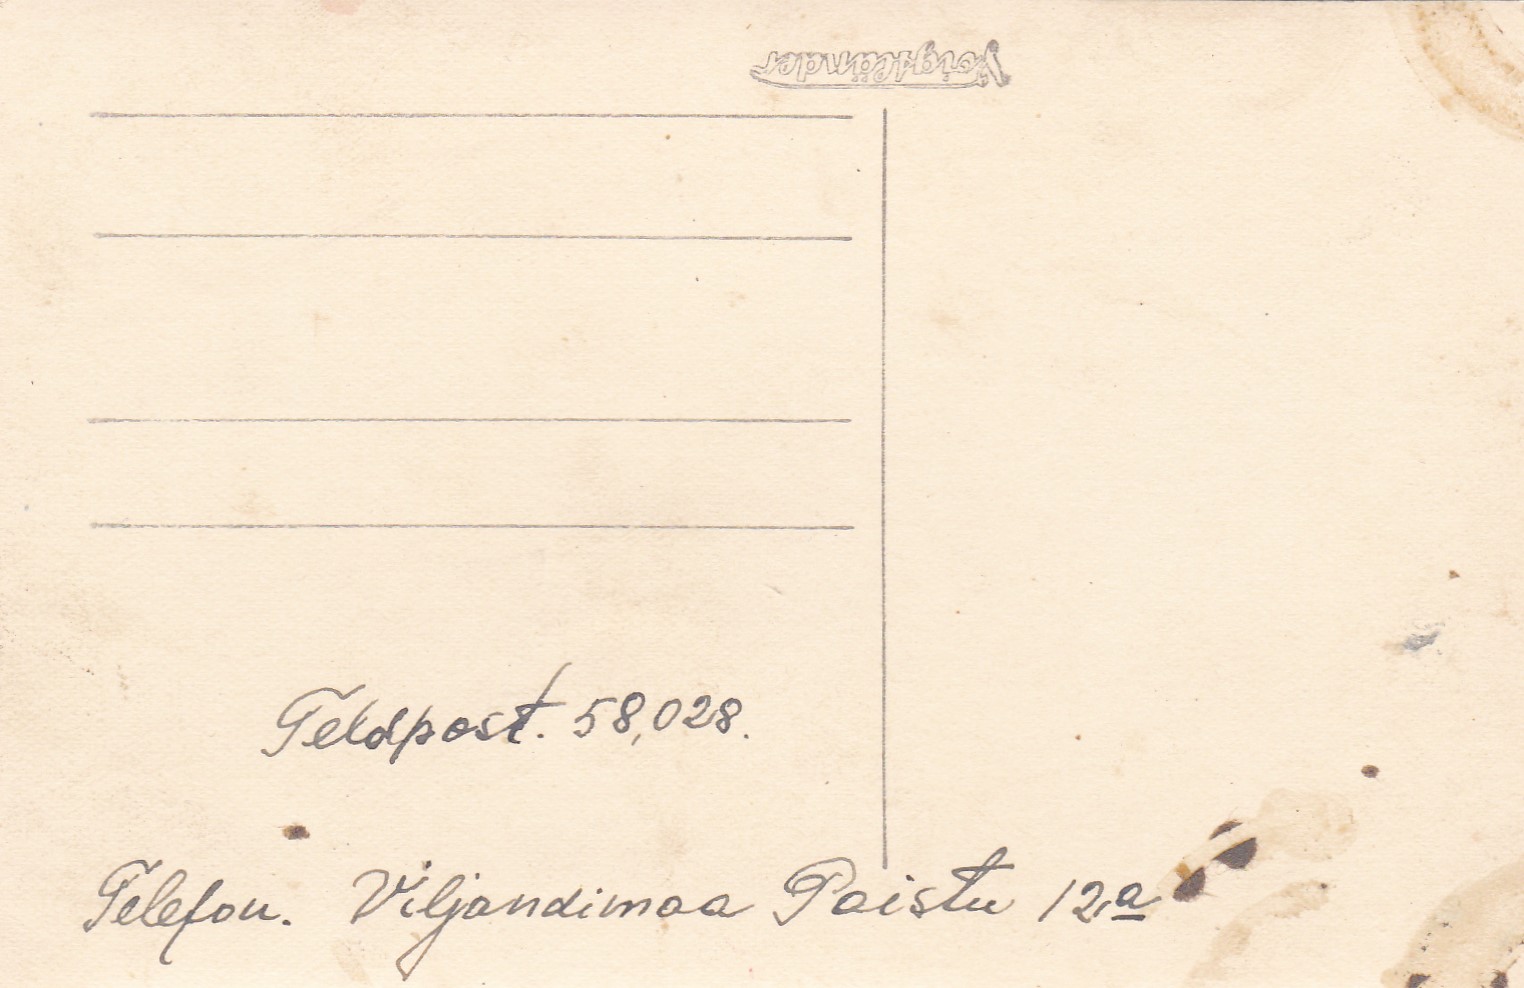 Voigtländer
Feldpost. 58,028.
Telefon. Viljandimaa Paistu 12a